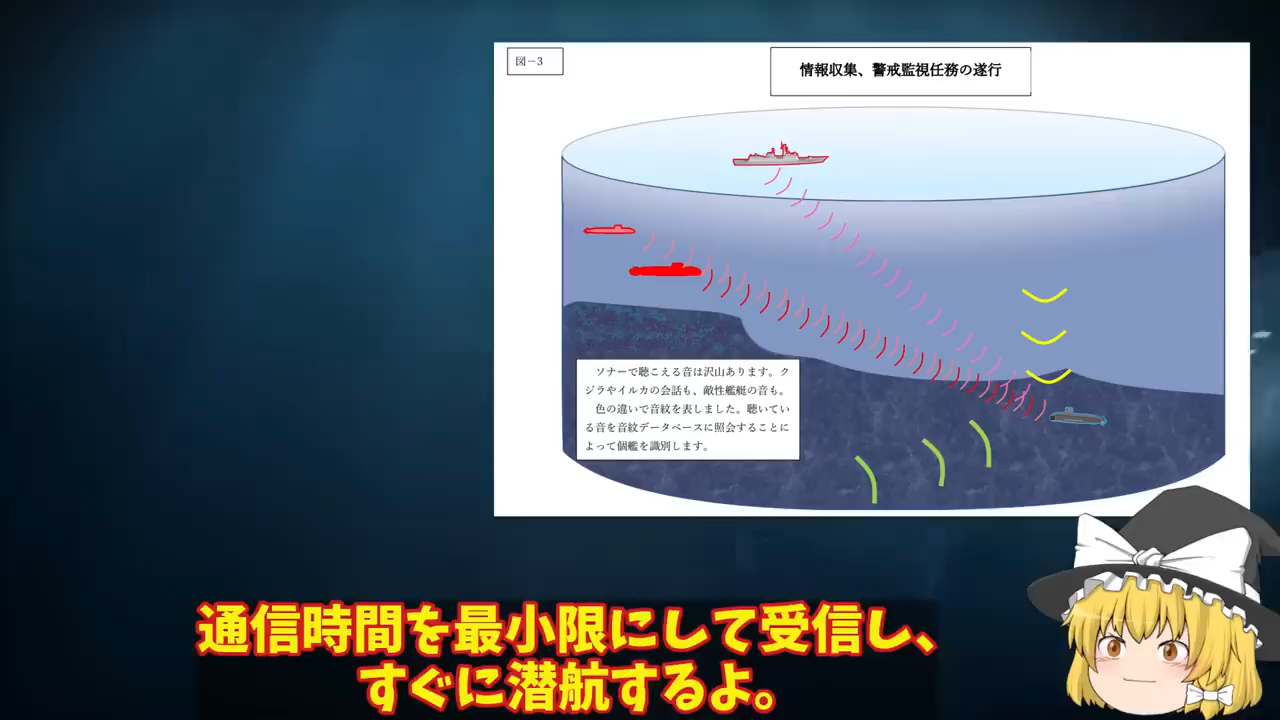 図－3
情報収集、警戒監視任務の遂行
ソナーで聴こえる音は沢山あります。ク
ジラやイルカの会話も、敵性艦艇の音も。
色の違いで音紋を表しました。聴いてい
る音を音紋データベースに照会することに
よって個艦を識別します。
通信時間を最小限にして受信し、
すぐに潜航するよ。